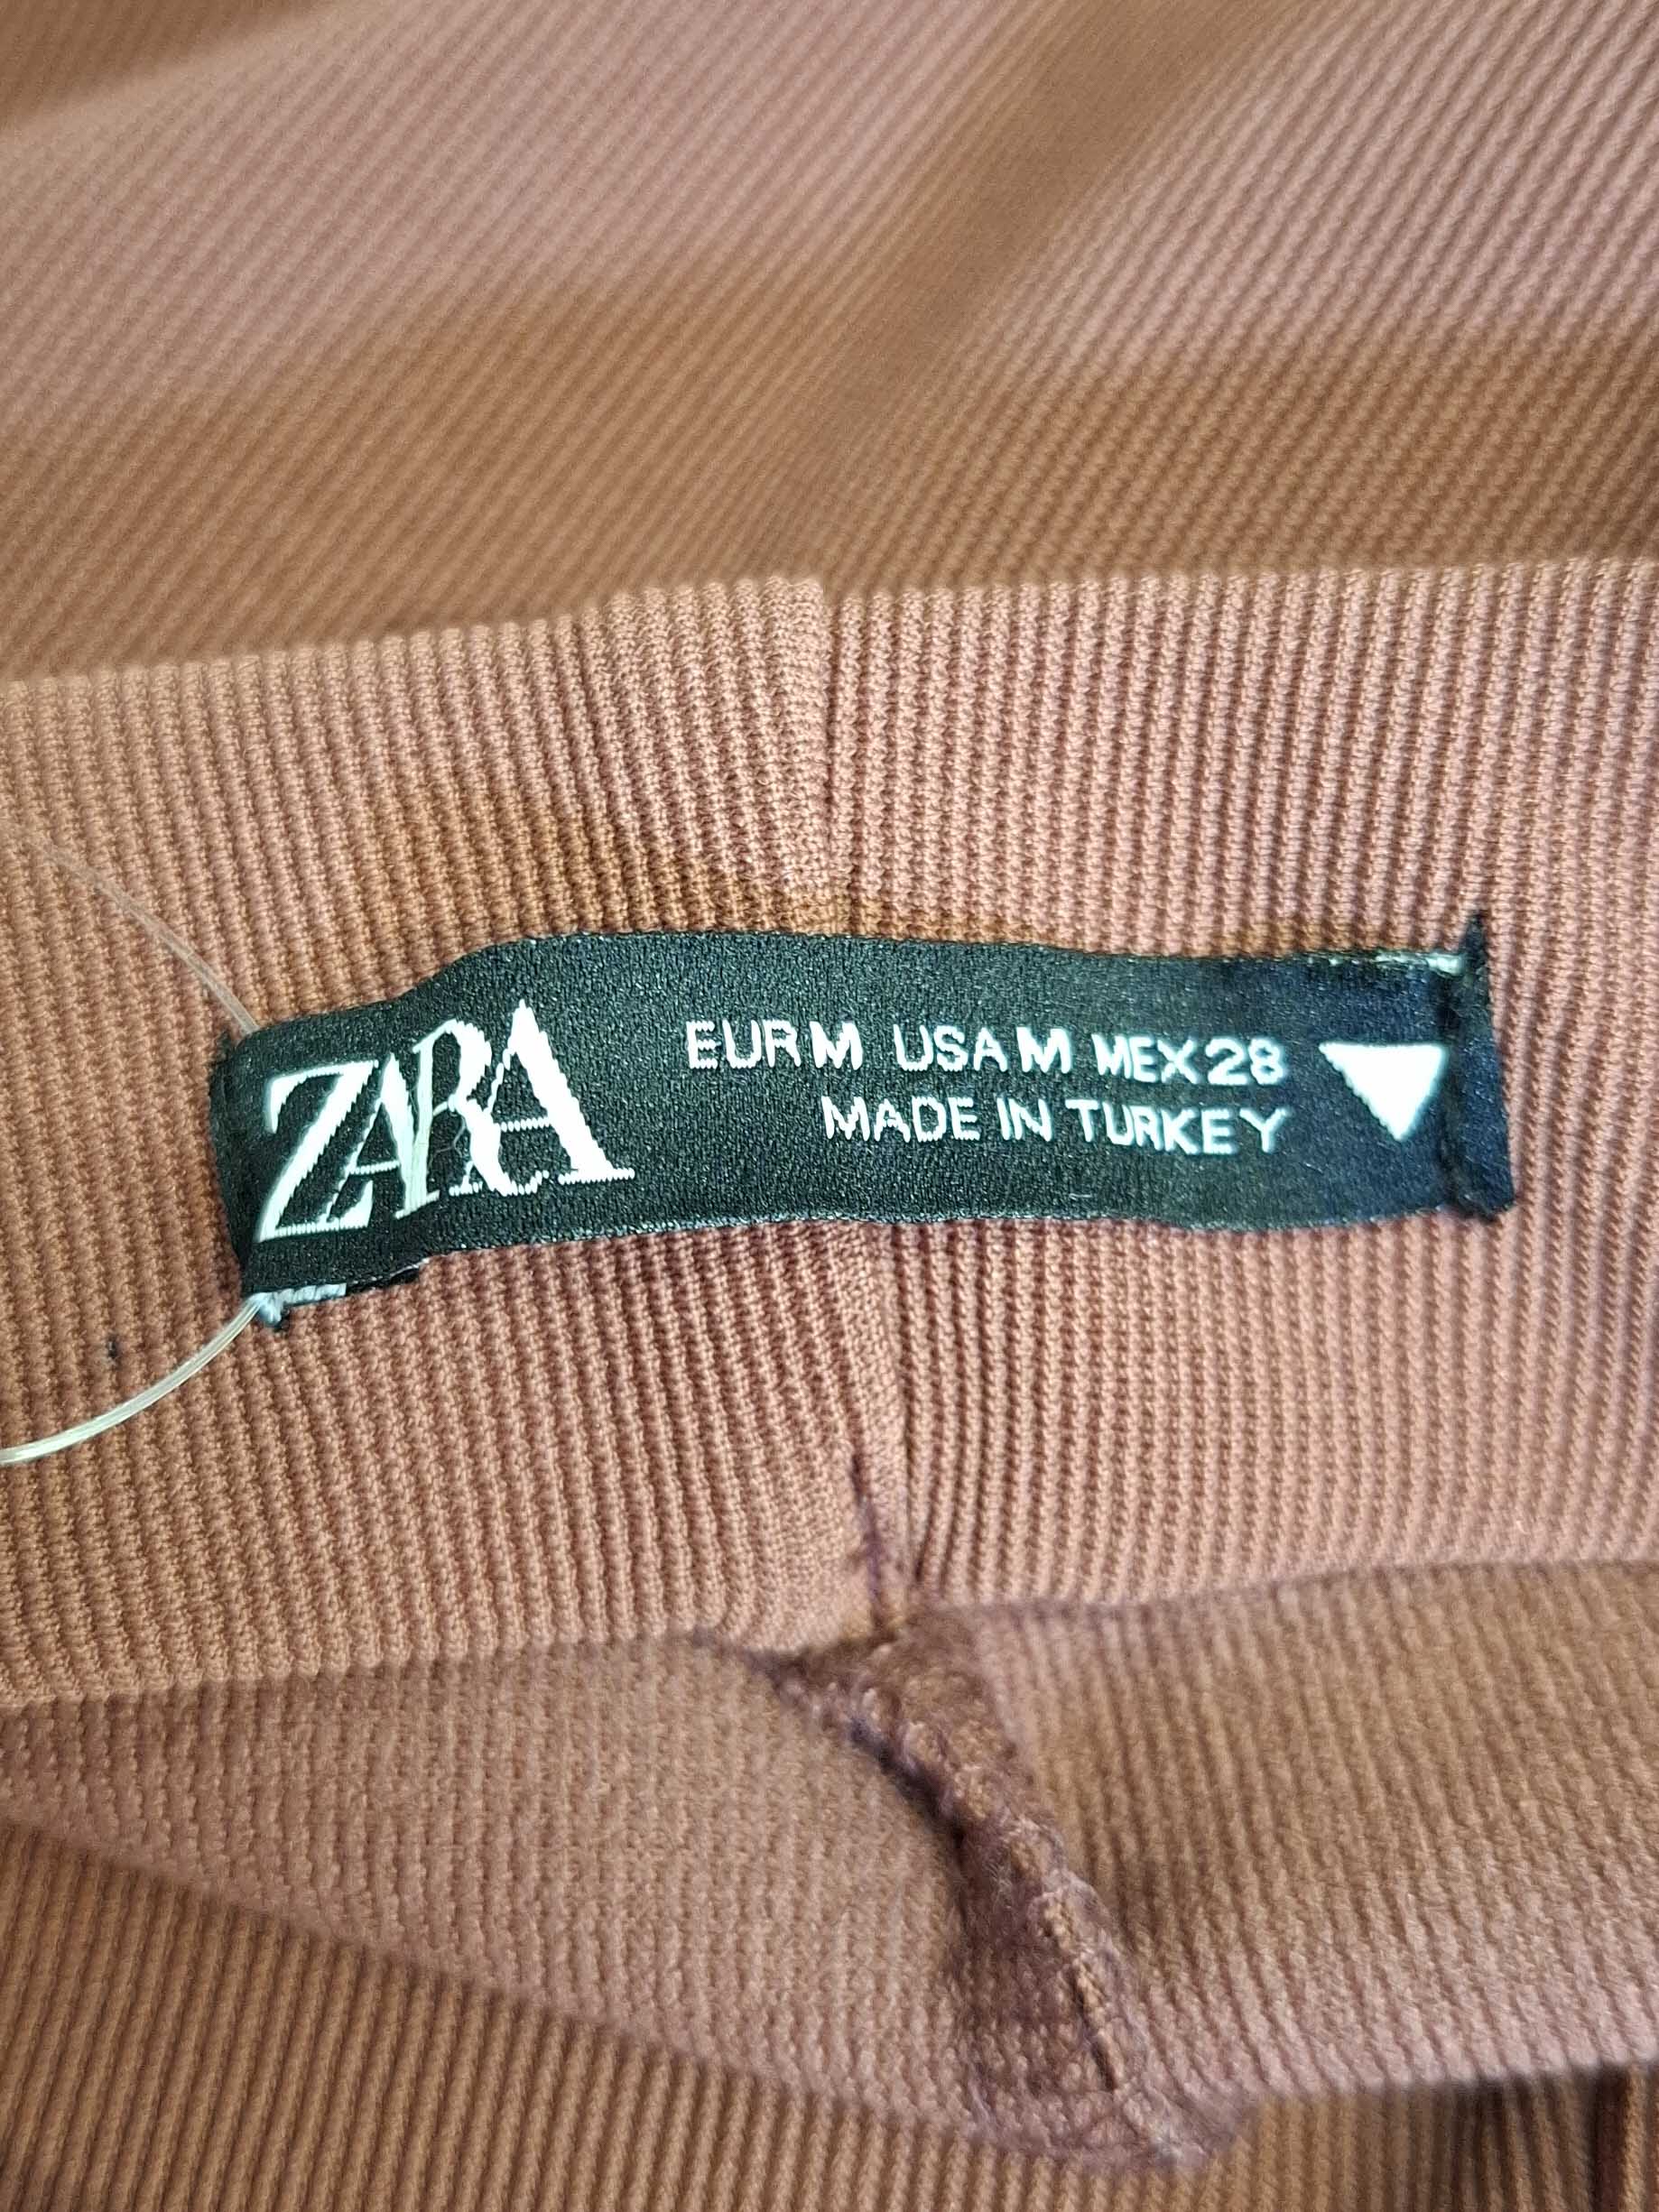 ZARA
EUR M USA M MEX 28
MADE IN TURKEY